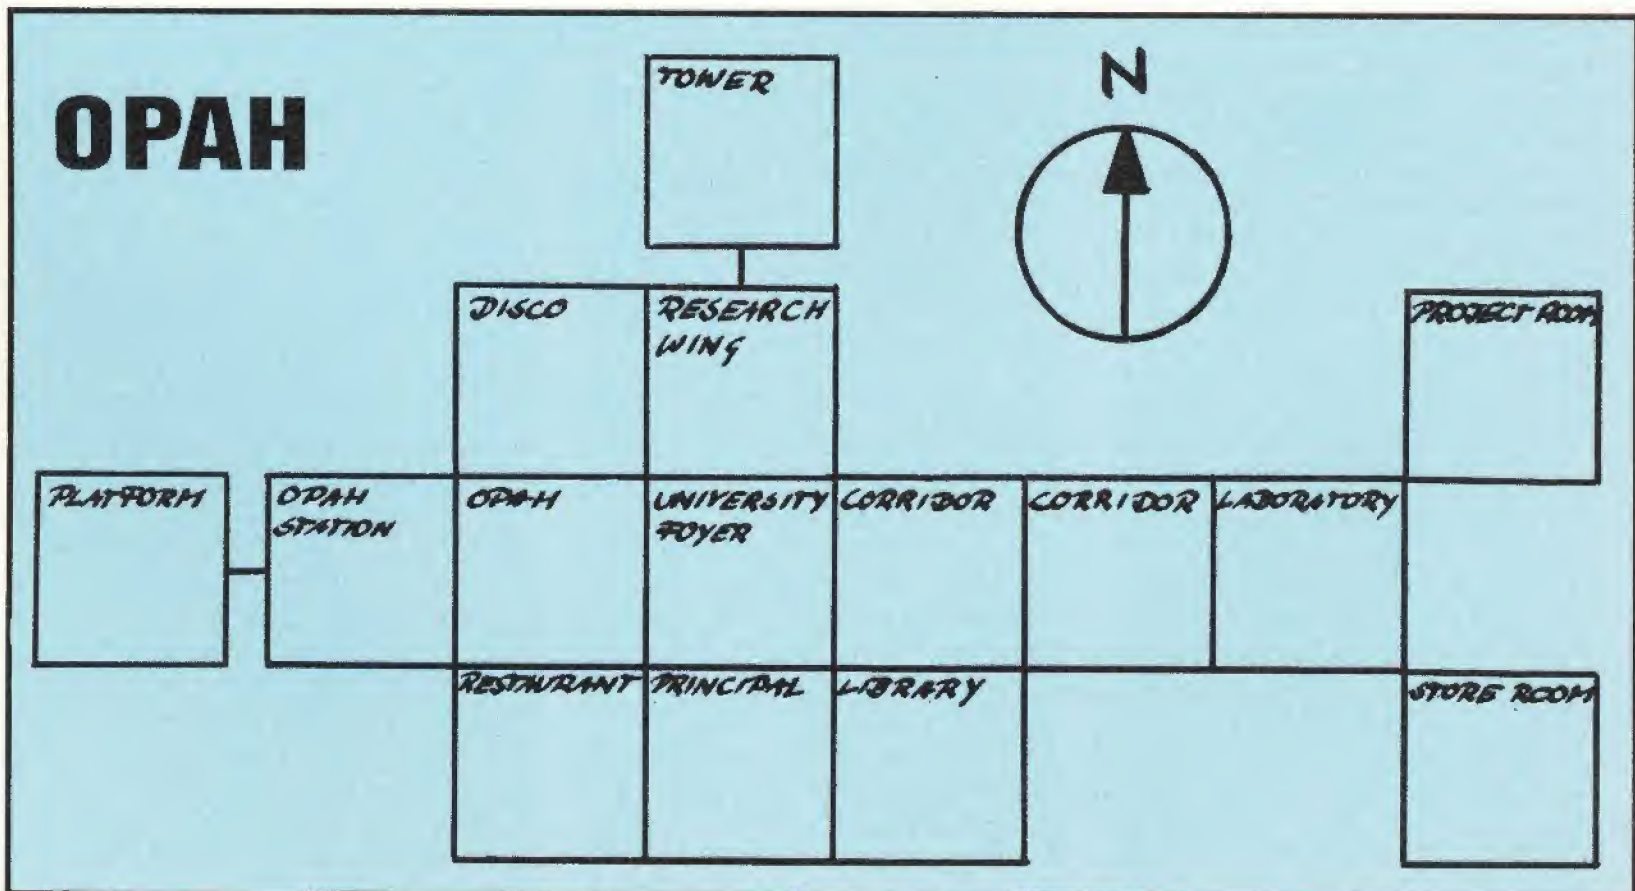 OPAH
TOWER
N
DISCO
RESEARCH
WING
PROJECT ROOM
PLATFORM
OPAH
STATION
OPAH
UNIVERSITY
FOYER
CORRIDOR
CORRIDOR
LABORATORY
RESTAURANT
PRINCIPAL
LIBRARY
STORE ROOM